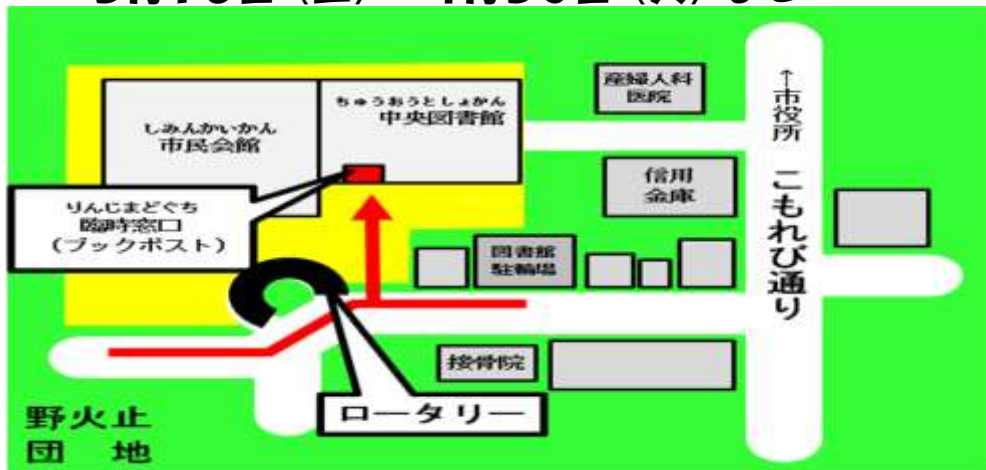 ちゅうおうとしょかん
中央図書館
しみんかいかん
市民会館
りんじまどぐち
臨時窓口
(ブックポスト)
産婦人科
医院
↑市役所 こもれび通り
信用
金庫
図書館
駐輪場
接骨院
ロータリー
野火止
団 地